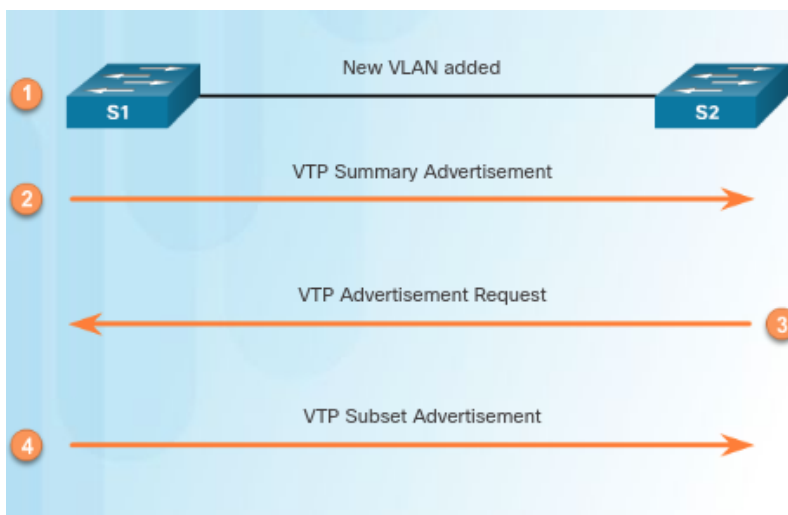 New VLAN added
1
S1
S2
VTP Summary Advertisement
2
VTP Advertisement Request
3
VTP Subset Advertisement
4